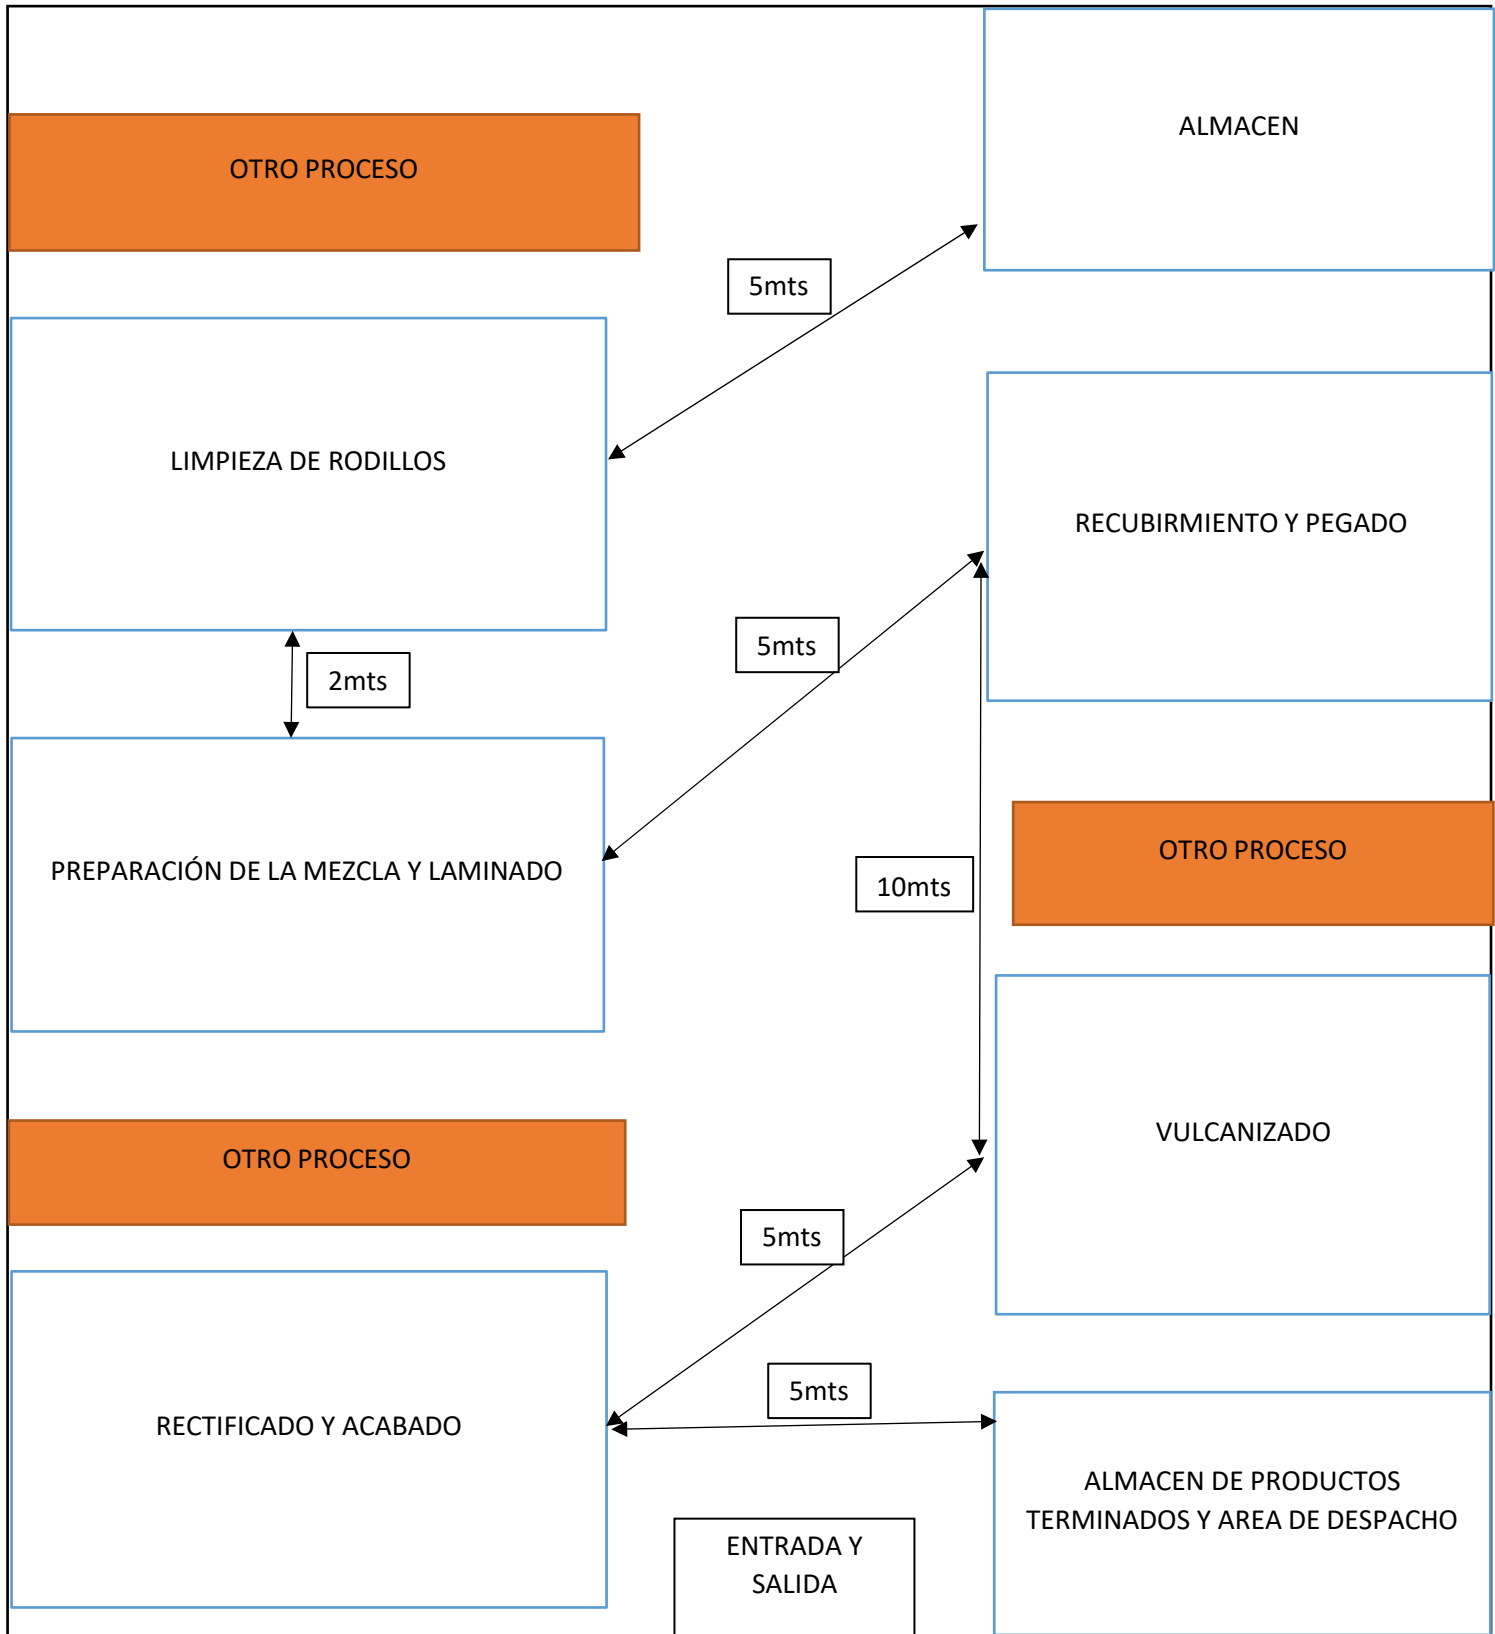 ALMACEN
OTRO PROCESO
5mts
LIMPIEZA DE RODILLOS
RECUBIRMIENTO Y PEGADO
5mts
2mts
OTRO PROCESO
PREPARACIÓN DE LA MEZCLA Y LAMINADO
10mts
VULCANIZADO
OTRO PROCESO
5mts
5mts
RECTIFICADO Y ACABADO
ALMACEN DE PRODUCTOS
TERMINADOS Y AREA DE DESPACHO
ENTRADA Y
SALIDA